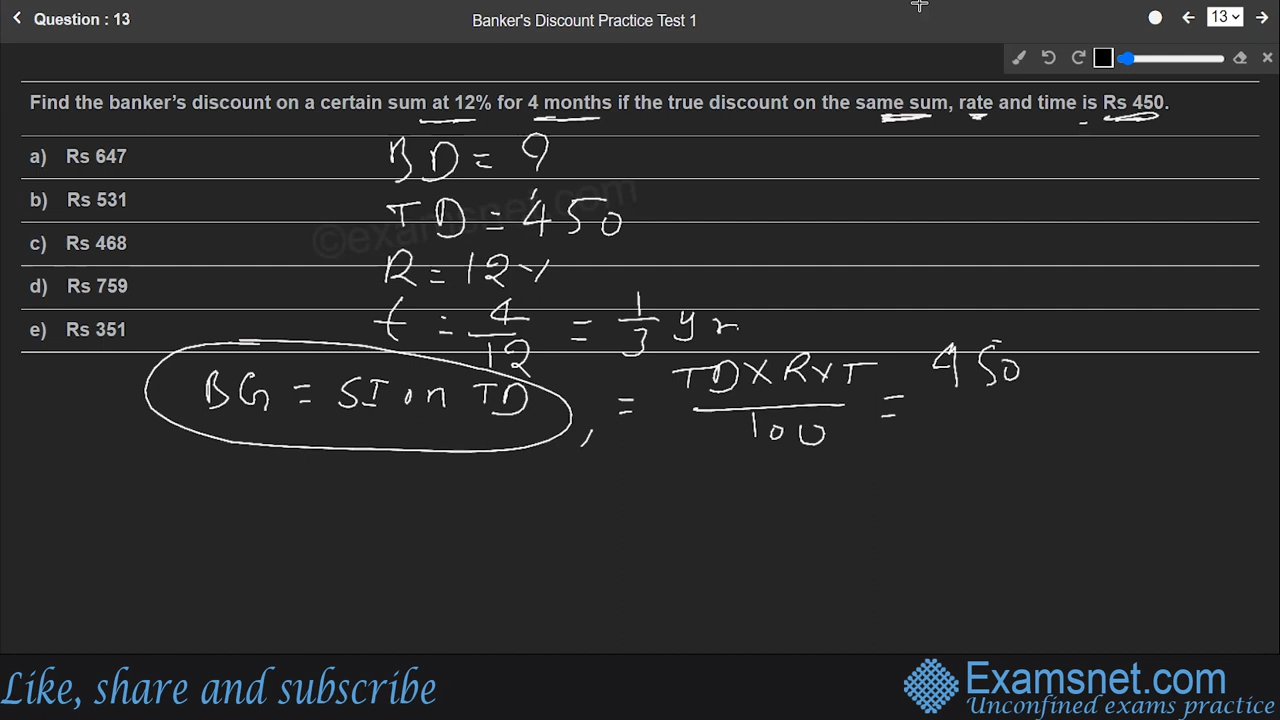 Question : 13
Banker's Discount Practice Test 1
13
Find the banker's discount on a certain sum at 12% for 4 months if the true discount on the same sum, rate and time is Rs 450.
a) Rs 647
b) Rs 531
c) Rs 468
d) Rs 759
e) Rs 351
BD = ?
TD = 450
R = 12%
t = 4/12 = 1/3 yr
BG = SI on TD, = TD×R×T/100 = 450
©examsnet.com
Like, share and subscribe
Examsnet.com
Unconfined exams practice